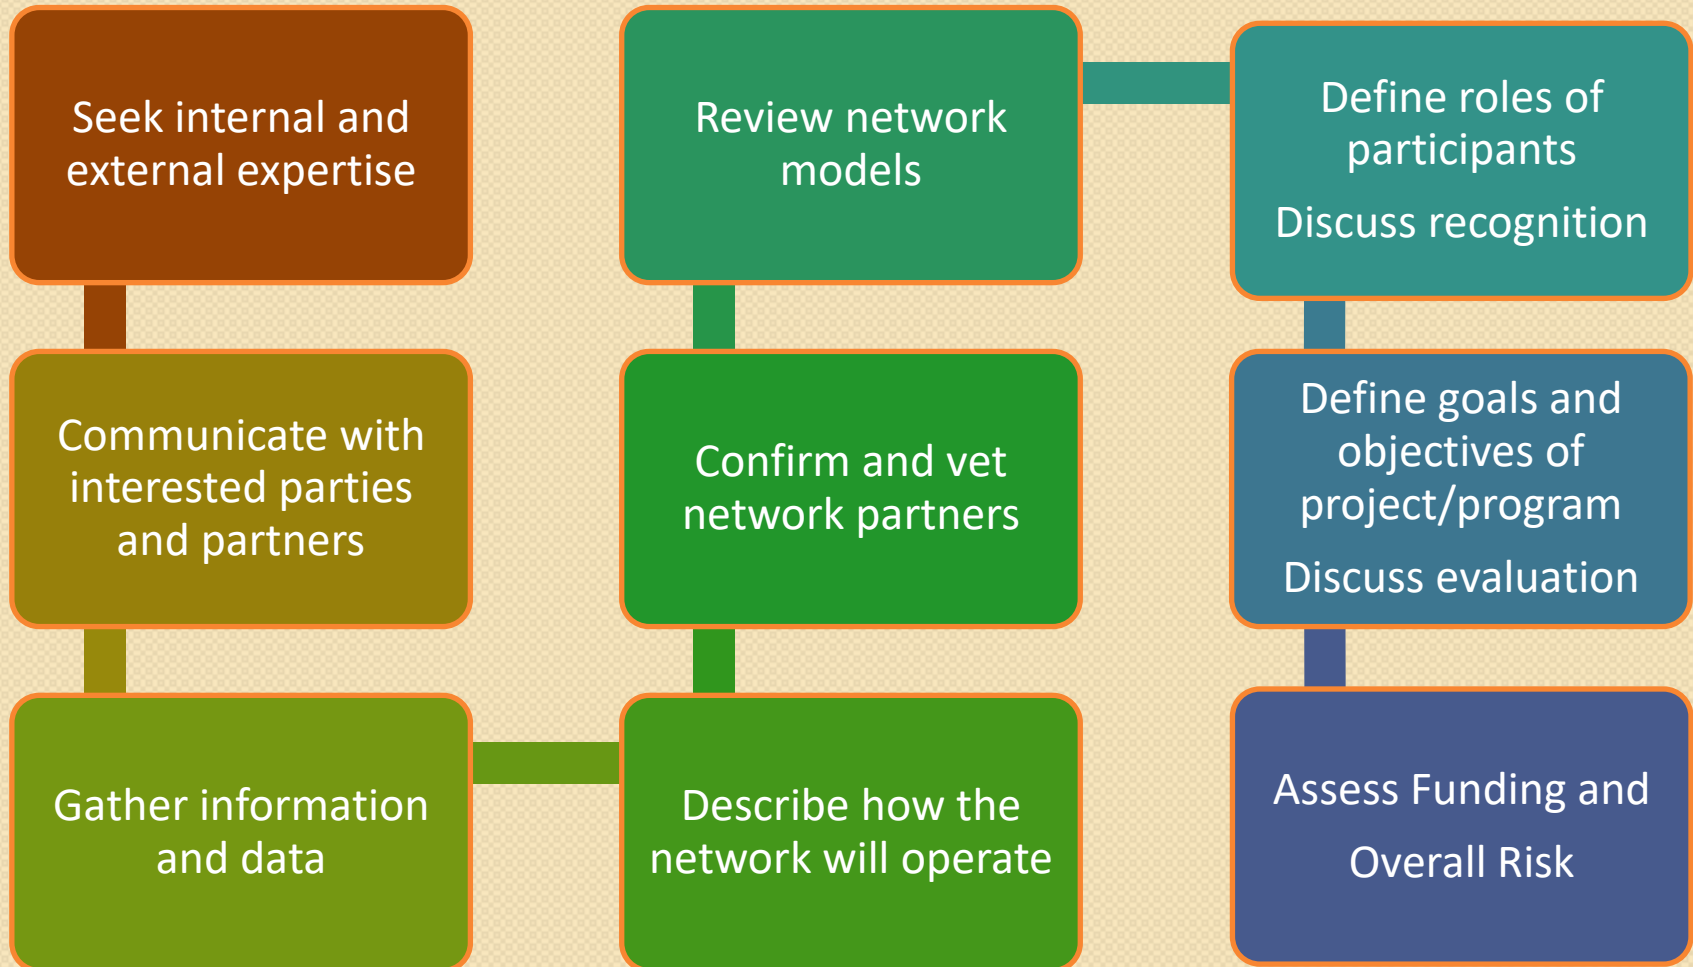 Seek internal and
external expertise
Communicate with
interested parties
and partners
Gather information
and data
Describe how the
network will operate
Confirm and vet
network partners
Review network
models
Define roles of
participants
Discuss recognition
Define goals and
objectives of
project/program
Discuss evaluation
Assess Funding and
Overall Risk